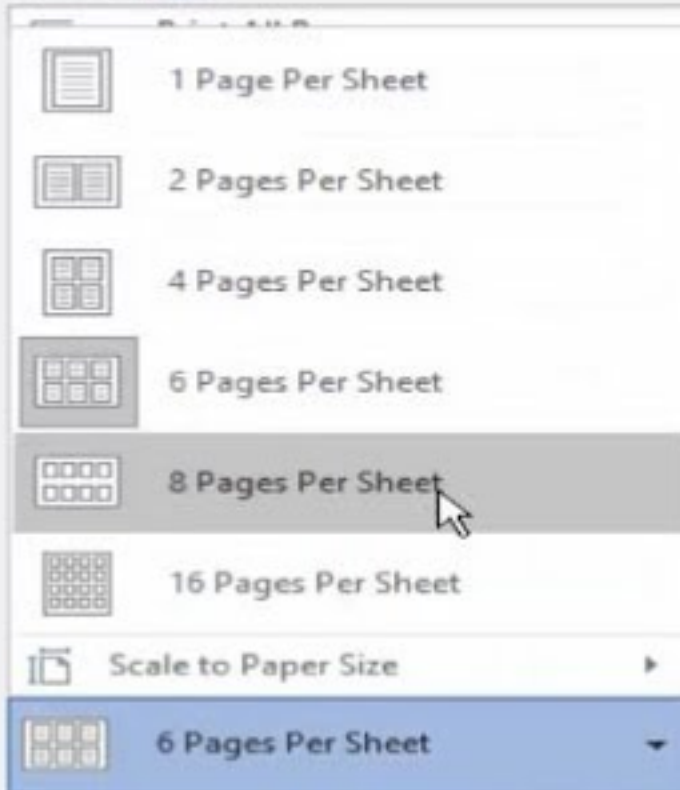 1 Page Per Sheet
2 Pages Per Sheet
4 Pages Per Sheet
6 Pages Per Sheet
8 Pages Per Sheet
16 Pages Per Sheet
Scale to Paper Size
6 Pages Per Sheet